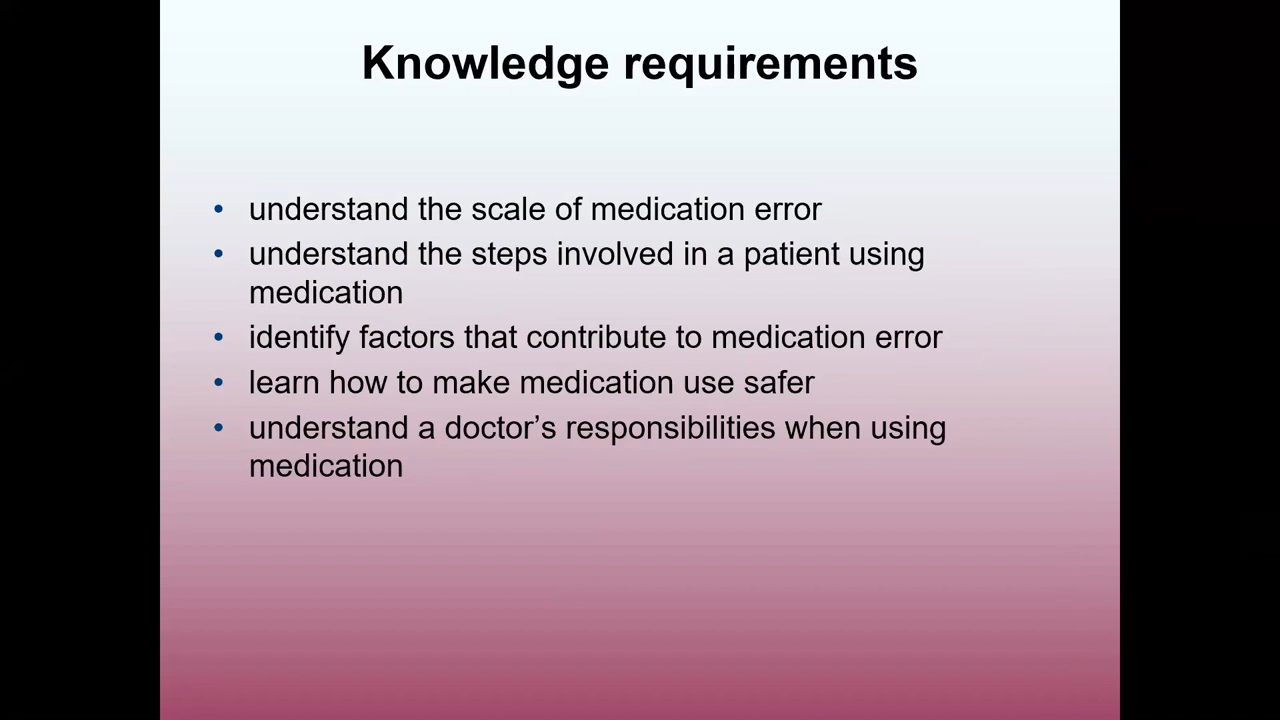 Knowledge requirements
• understand the scale of medication error
• understand the steps involved in a patient using
medication
• identify factors that contribute to medication error
• learn how to make medication use safer
• understand a doctor’s responsibilities when using
medication